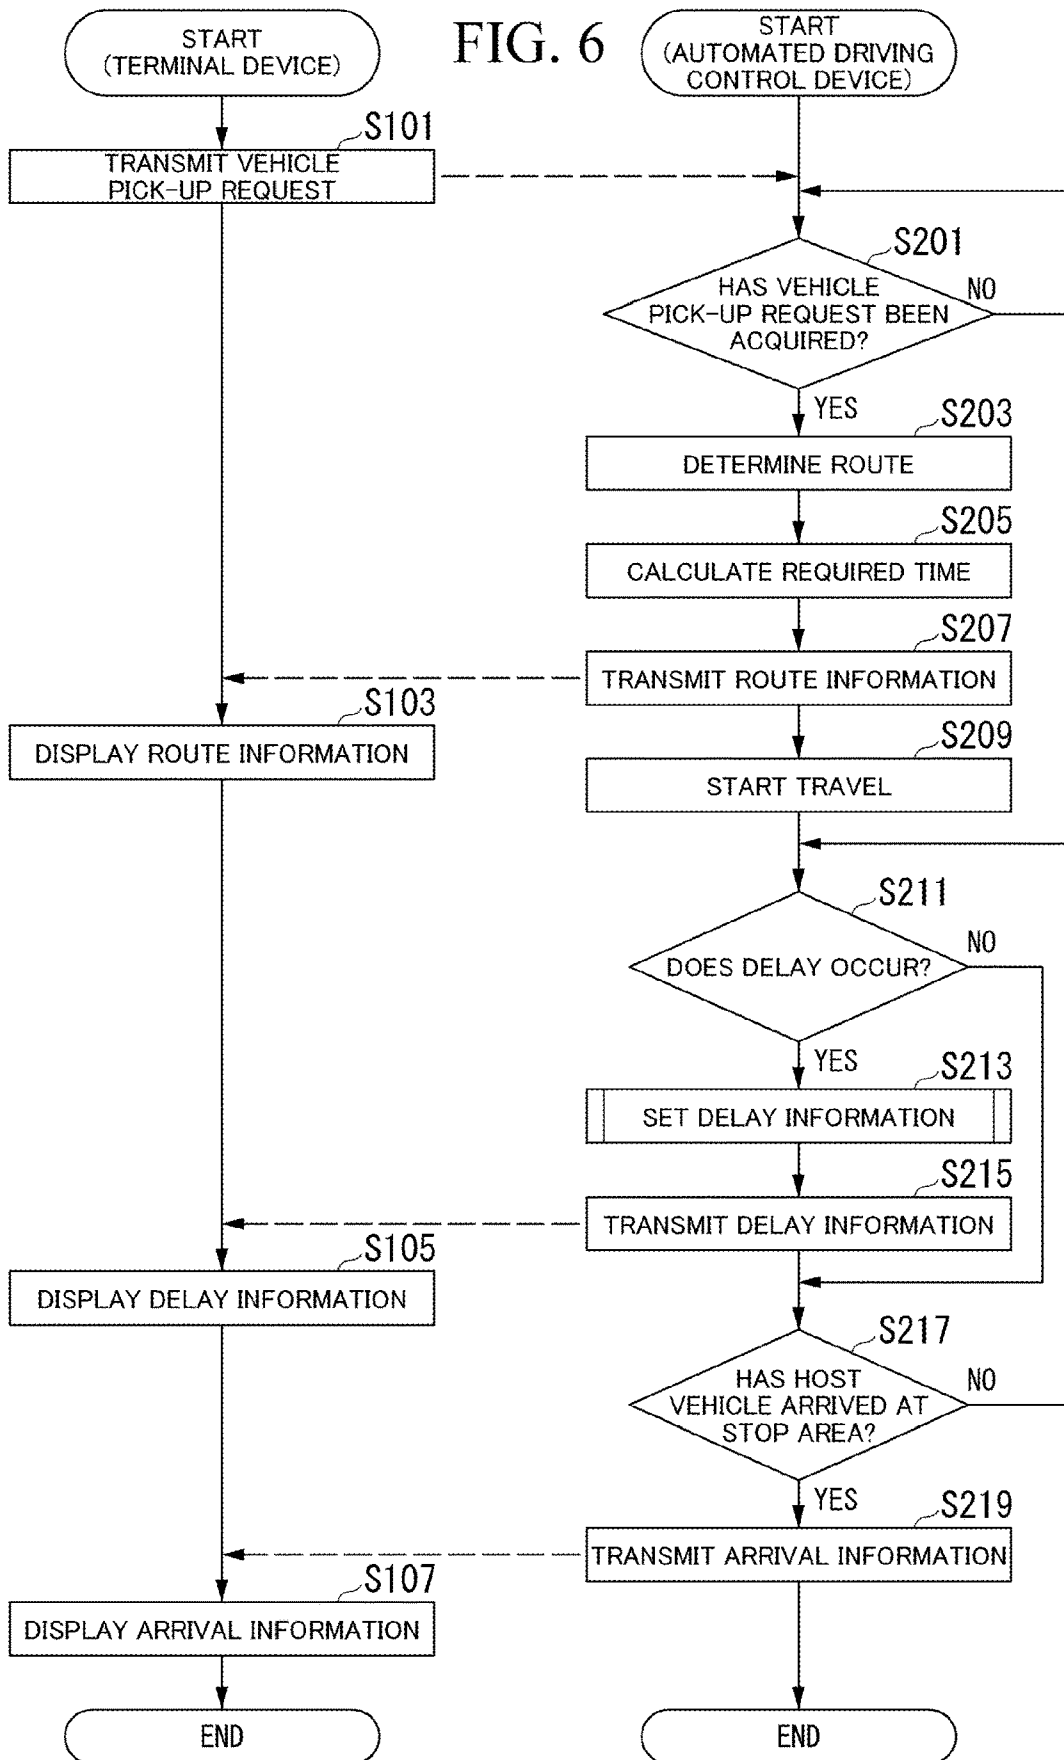 FIG. 6
START
(TERMINAL DEVICE)
S101
TRANSMIT VEHICLE
PICK-UP REQUEST
S103
DISPLAY ROUTE INFORMATION
S105
DISPLAY DELAY INFORMATION
S107
DISPLAY ARRIVAL INFORMATION
END
START
(AUTOMATED DRIVING
CONTROL DEVICE)
S201
HAS VEHICLE
PICK-UP REQUEST BEEN
ACQUIRED?
NO
YES
S203
DETERMINE ROUTE
S205
CALCULATE REQUIRED TIME
S207
TRANSMIT ROUTE INFORMATION
S209
START TRAVEL
S211
DOES DELAY OCCUR?
NO
YES
S213
SET DELAY INFORMATION
S215
TRANSMIT DELAY INFORMATION
S217
HAS HOST
VEHICLE ARRIVED AT
STOP AREA?
NO
YES
S219
TRANSMIT ARRIVAL INFORMATION
END